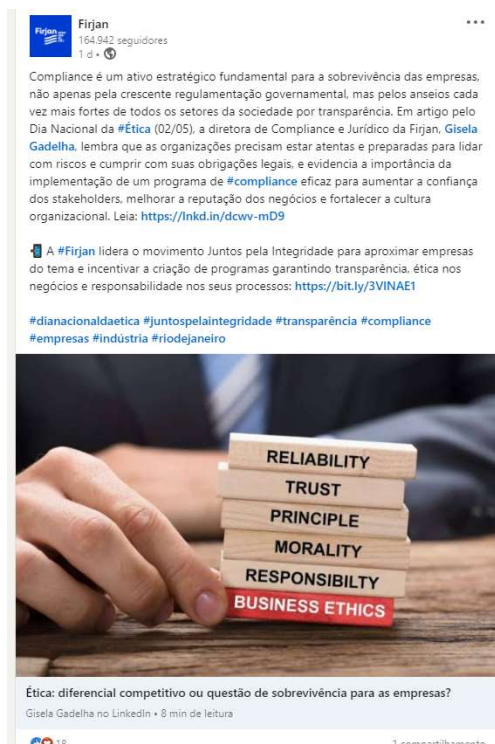 Firjan
Firjan
164.942 seguidores
1 d •
Compliance é um ativo estratégico fundamental para a sobrevivência das empresas,
não apenas pela crescente regulamentação governamental, mas pelos anseios cada
vez mais fortes de todos os setores da sociedade por transparência. Em artigo pelo
Dia Nacional da #Ética (02/05), a diretora de Compliance e Jurídico da Firjan, Gisela
Gadelha, lembra que as organizações precisam estar atentas e preparadas para lidar
com riscos e cumprir com suas obrigações legais, e evidencia a importância da
implementação de um programa de #compliance eficaz para aumentar a confiança
dos stakeholders, melhorar a reputação dos negócios e fortalecer a cultura
organizacional. Leia: https://lnkd.in/dcwv-mD9
A #Firjan lidera o movimento Juntos pela Integridade para aproximar empresas
do tema e incentivar a criação de programas garantindo transparência, ética nos
negócios e responsabilidade nos seus processos: https://bit.ly/3VINAE1
#dianacionaldaetica #juntospelaintegridade #transparência #compliance
#empresas #indústria #riodejaneiro
RELIABILITY
TRUST
PRINCIPLE
MORALITY
RESPONSIBILTY
BUSINESS ETHICS
Ética: diferencial competitivo ou questão de sobrevivência para as empresas?
Gisela Gadelha no LinkedIn • 8 min de leitura
18
1 compartilhamento